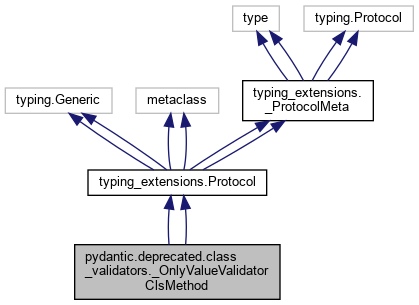 type
typing.Protocol
typing.Generic
metaclass
typing_extensions.
_ProtocolMeta
typing_extensions.Protocol
pydantic.deprecated.class
_validators._OnlyValueValidator
ClsMethod